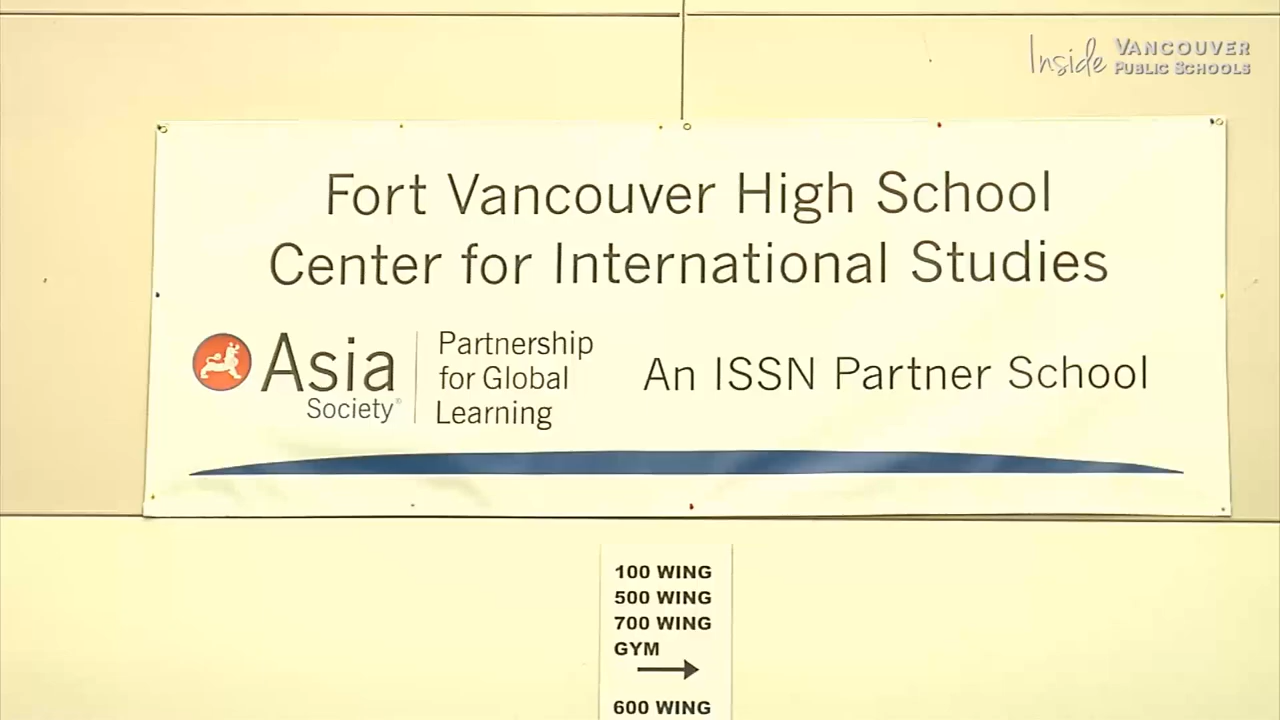 Inside VANCOUVER
PUBLIC SCHOOLS
Fort Vancouver High School
Center for International Studies
Asia
Society®
Partnership
for Global
Learning
An ISSN Partner School
100 WING
500 WING
700 WING
GYM
600 WING